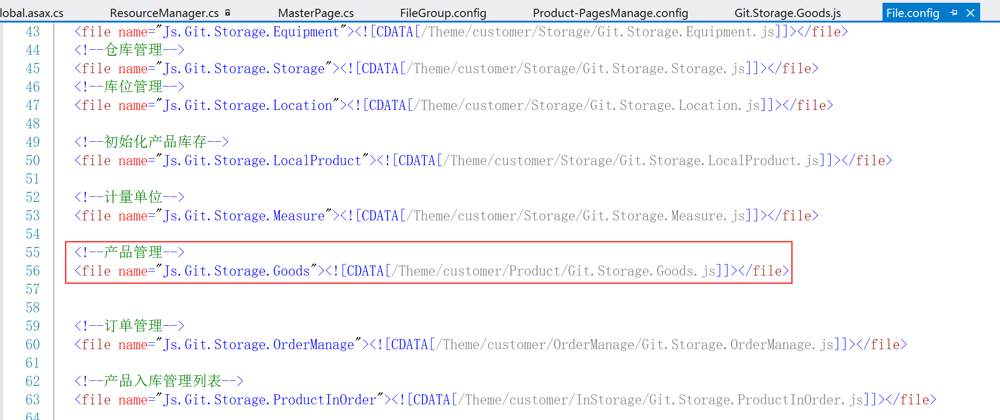 lobal.asax.cs ResourceManager.cs MasterPage.cs FileGroup.config Product-PagesManage.config Git.Storage.Goods.js File.config
43 <file name="Js.Git.Storage.Equipment"><![CDATA[/Theme/customer/Storage/Git.Storage.Equipment.js]]></file>
44 <!--仓库管理-->
45 <file name="Js.Git.Storage.Storage"><![CDATA[/Theme/customer/Storage/Git.Storage.Storage.js]]></file>
46 <!--库位管理-->
47 <file name="Js.Git.Storage.Location"><![CDATA[/Theme/customer/Storage/Git.Storage.Location.js]]></file>
48
49 <!--初始化产品库存-->
50 <file name="Js.Git.Storage.LocalProduct"><![CDATA[/Theme/customer/Storage/Git.Storage.LocalProduct.js]]></file>
51
52 <!--计量单位-->
53 <file name="Js.Git.Storage.Measure"><![CDATA[/Theme/customer/Storage/Git.Storage.Measure.js]]></file>
54
55 <!--产品管理-->
56 <file name="Js.Git.Storage.Goods"><![CDATA[/Theme/customer/Product/Git.Storage.Goods.js]]></file>
57
58
59 <!--订单管理-->
60 <file name="Js.Git.Storage.OrderManage"><![CDATA[/Theme/customer/OrderManage/Git.Storage.OrderManage.js]]></file>
61
62 <!--产品入库管理列表-->
63 <file name="Js.Git.Storage.ProductInOrder"><![CDATA[/Theme/customer/InStorage/Git.Storage.ProductInOrder.js]]></file>
64